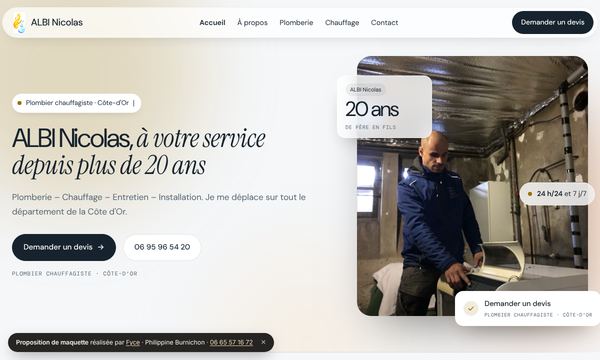 ALBI Nicolas
Accueil
À propos
Plomberie
Chauffage
Contact
Demander un devis
Plombier chauffagiste · Côte-d'Or |
ALBI Nicolas, à votre service
depuis plus de 20 ans
Plomberie – Chauffage – Entretien – Installation. Je me déplace sur tout le
département de la Côte d'Or.
Demander un devis →
06 95 96 54 20
PLOMBIER CHAUFFAGISTE · CÔTE-D'OR
ALBI Nicolas
20 ans
DE PÈRE EN FILS
24 h/24 et 7 j/7
Demander un devis
PLOMBIER CHAUFFAGISTE · CÔTE-D'OR
Proposition de maquette réalisée par Fyce · Philippine Burnichon · 06 65 57 16 72 ×